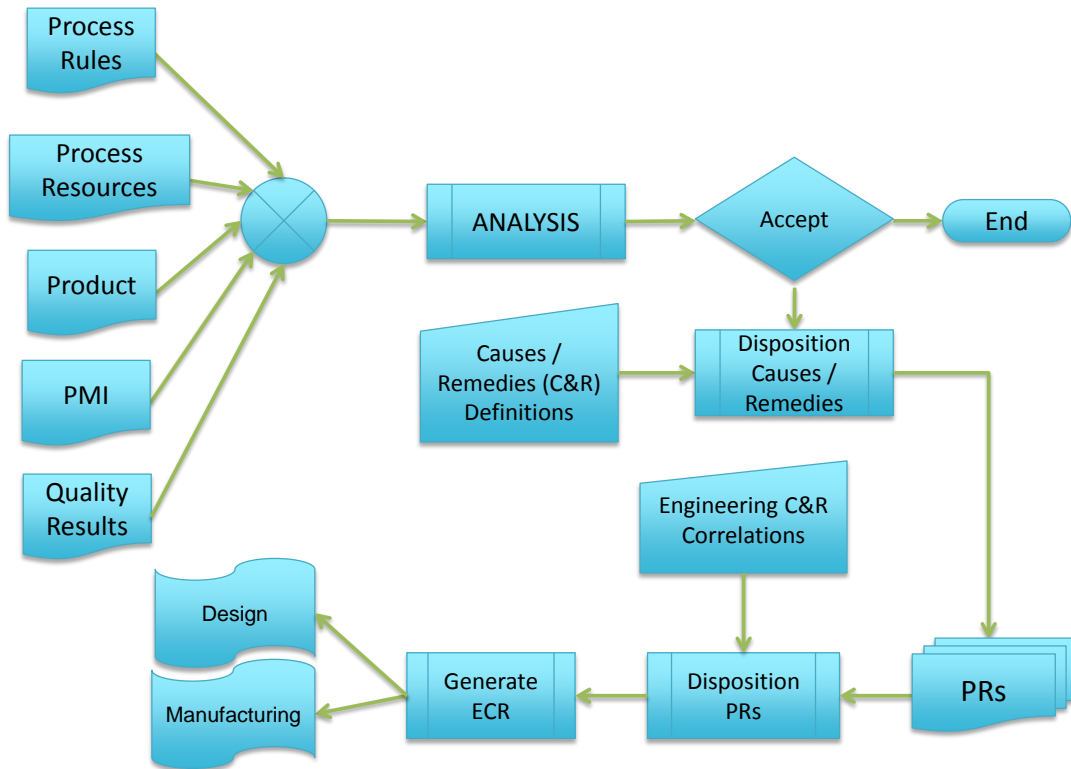 Process
Rules
Process
Resources
Product
PMI
Quality
Results
ANALYSIS
Accept
End
Causes /
Remedies (C&R)
Definitions
Disposition
Causes /
Remedies
Engineering C&R
Correlations
PRs
Disposition
PRs
Generate
ECR
Design
Manufacturing